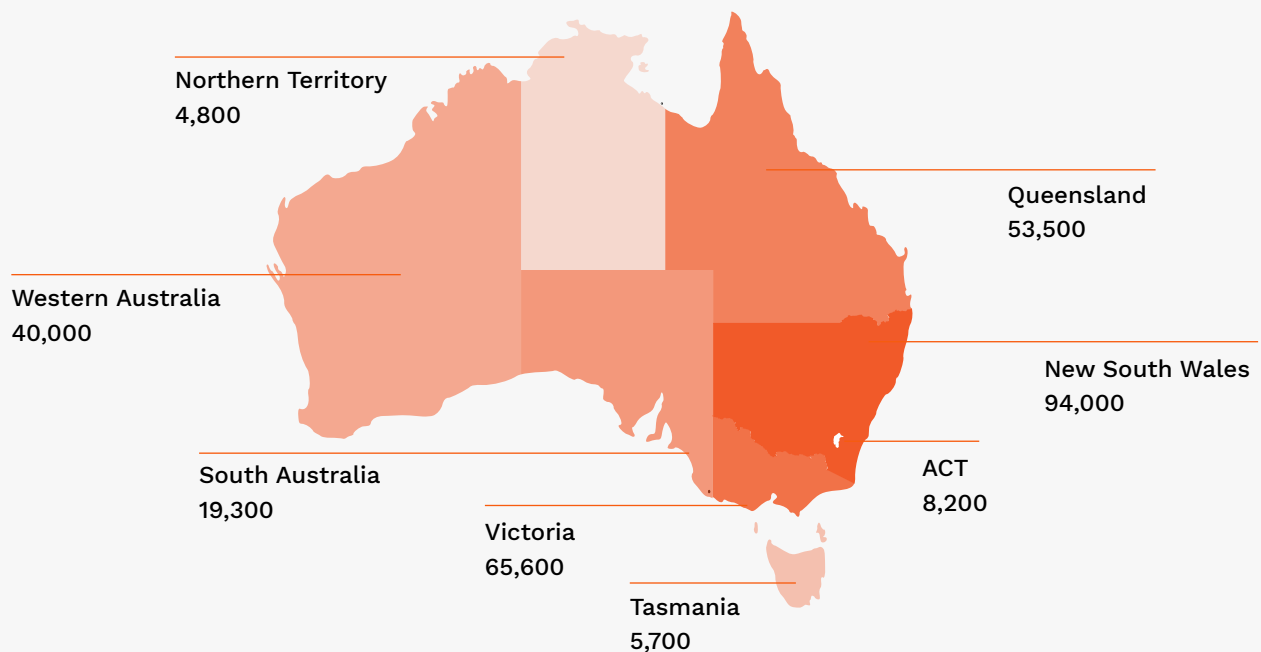 Northern Territory
4,800
Queensland
53,500
Western Australia
40,000
New South Wales
94,000
ACT
8,200
South Australia
19,300
Victoria
65,600
Tasmania
5,700